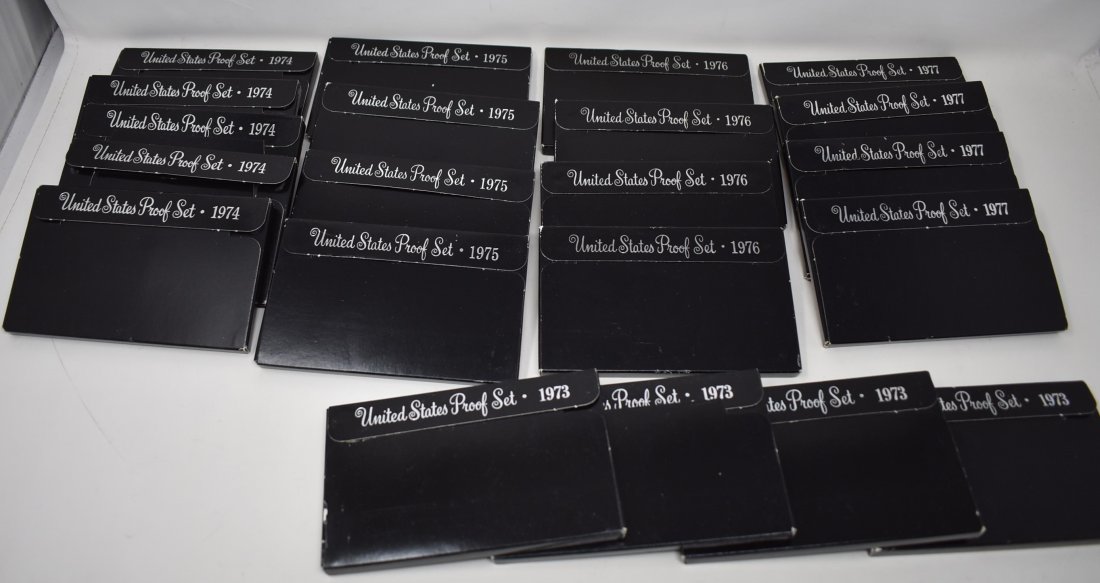 United States Proof Set • 1974
United States Proof Set • 1974
United States Proof Set • 1974
United States Proof Set • 1974
United States Proof Set • 1974
United States Proof Set • 1975
United States Proof Set • 1975
United States Proof Set • 1975
United States Proof Set • 1975
United States Proof Set • 1976
United States Proof Set • 1976
United States Proof Set • 1976
United States Proof Set • 1976
United States Proof Set • 1977
United States Proof Set • 1977
United States Proof Set • 1977
United States Proof Set • 1977
United States Proof Set • 1973
s Proof Set • 1973
tes Proof Set • 1973
tes Proof Set • 1973